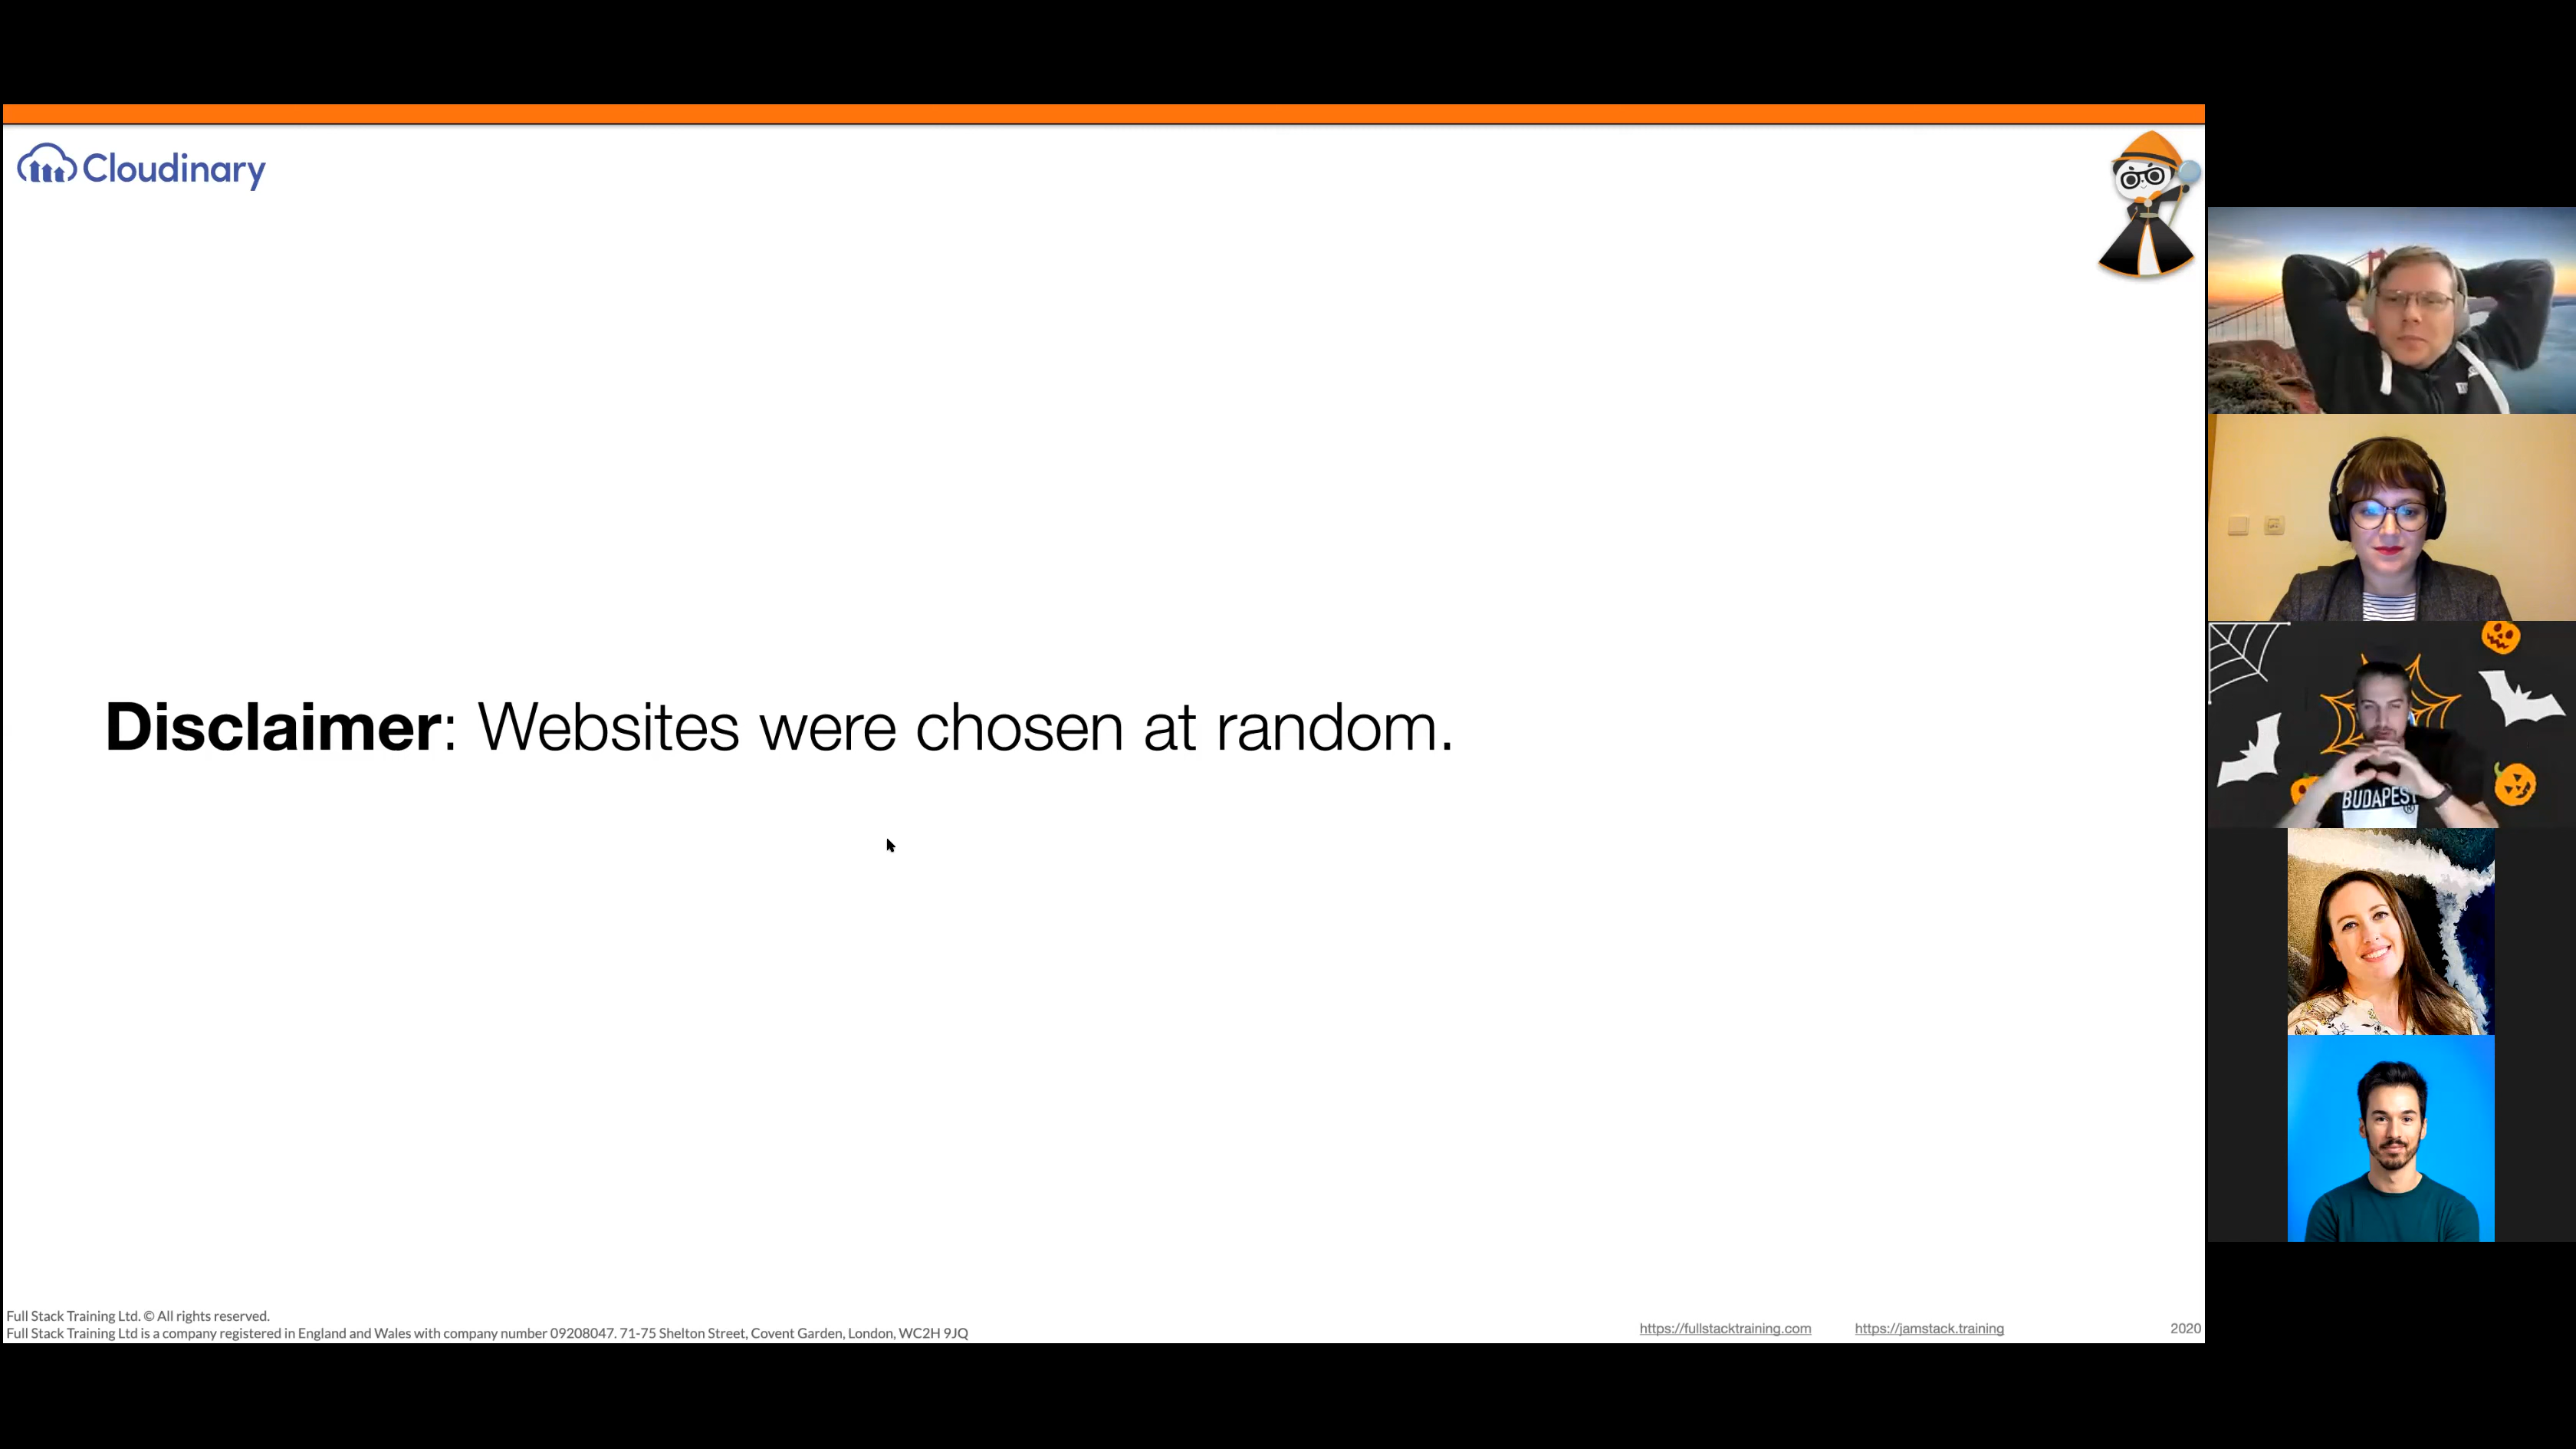 Cloudinary
Disclaimer: Websites were chosen at random.
BUDAPEST
®
Full Stack Training Ltd. © All rights reserved.
Full Stack Training Ltd is a company registered in England and Wales with company number 09208047. 71-75 Shelton Street, Covent Garden, London, WC2H 9JQ
https://fullstacktraining.com
https://jamstack.training
2020